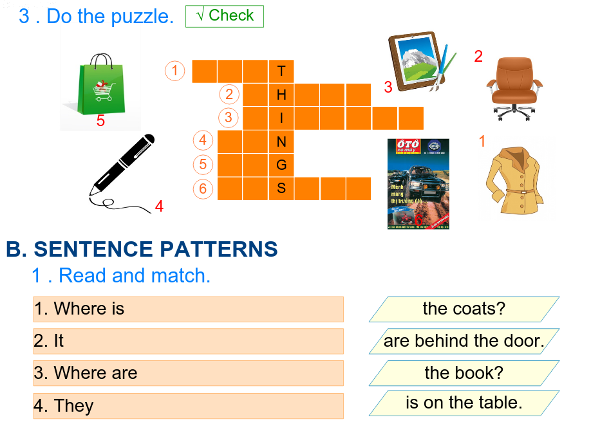 3 . Do the puzzle.
√ Check
1
T
2
H
3
I
4
N
5
G
6
S
5
4
3
2
1
ÔTÔ
B. SENTENCE PATTERNS
1 . Read and match.
1. Where is
the coats?
2. It
are behind the door.
3. Where are
the book?
4. They
is on the table.